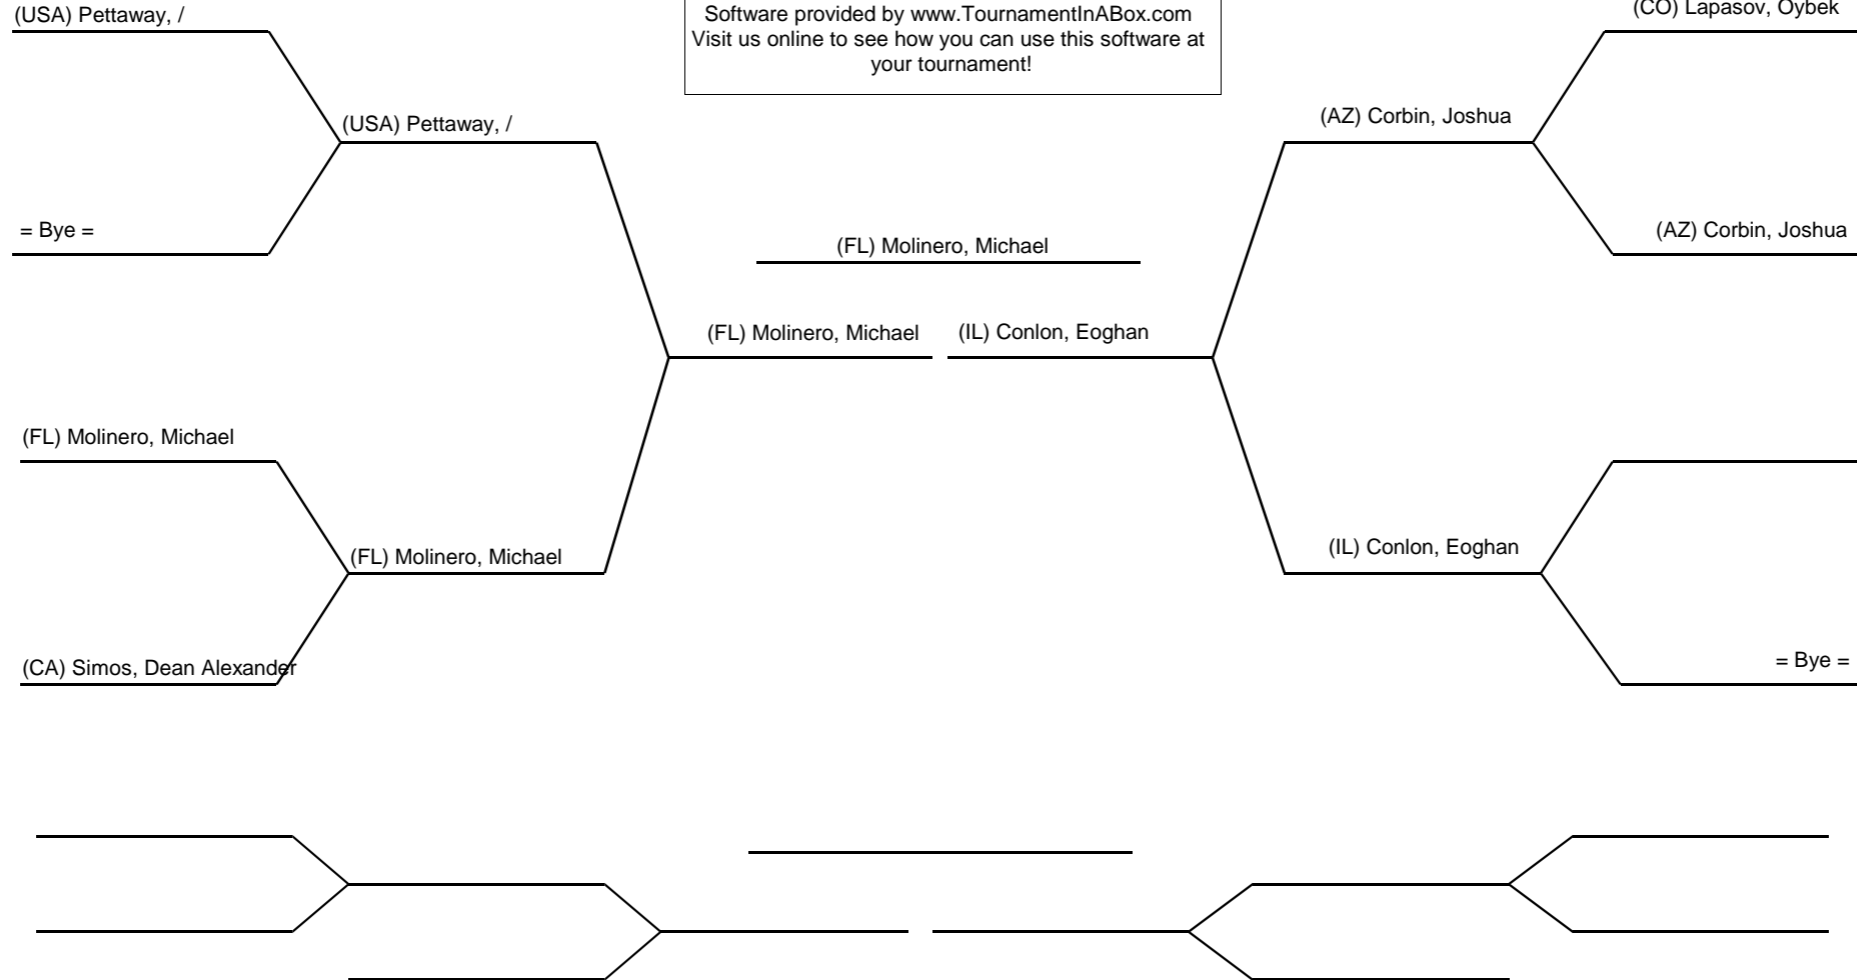 (USA) Pettaway, /
Software provided by www.TournamentInABox.com
Visit us online to see how you can use this software at
your tournament!
(CO) Lapasov, Oybek
(USA) Pettaway, /
(AZ) Corbin, Joshua
= Bye =
(FL) Molinero, Michael
(AZ) Corbin, Joshua
(FL) Molinero, Michael
(IL) Conlon, Eoghan
(FL) Molinero, Michael
(FL) Molinero, Michael
(IL) Conlon, Eoghan
(CA) Simos, Dean Alexander
= Bye =